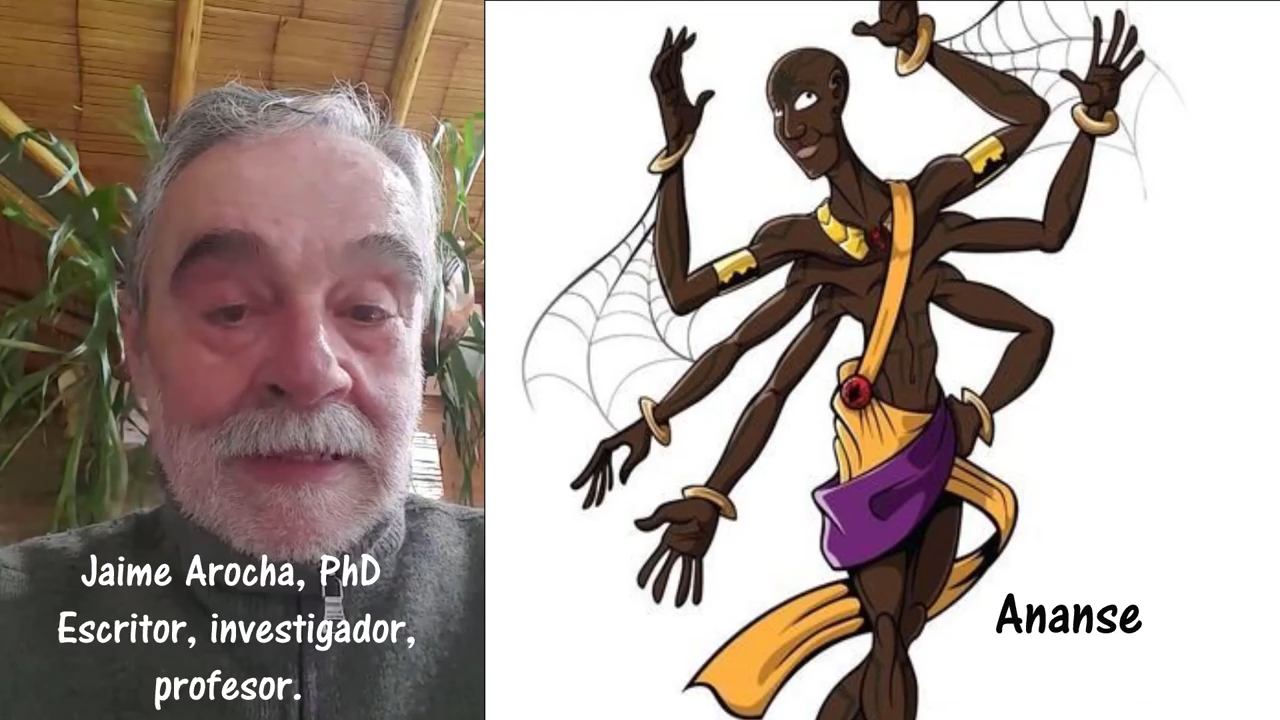 Jaime Arocha, PhD
Escritor, investigador,
profesor.
Ananse